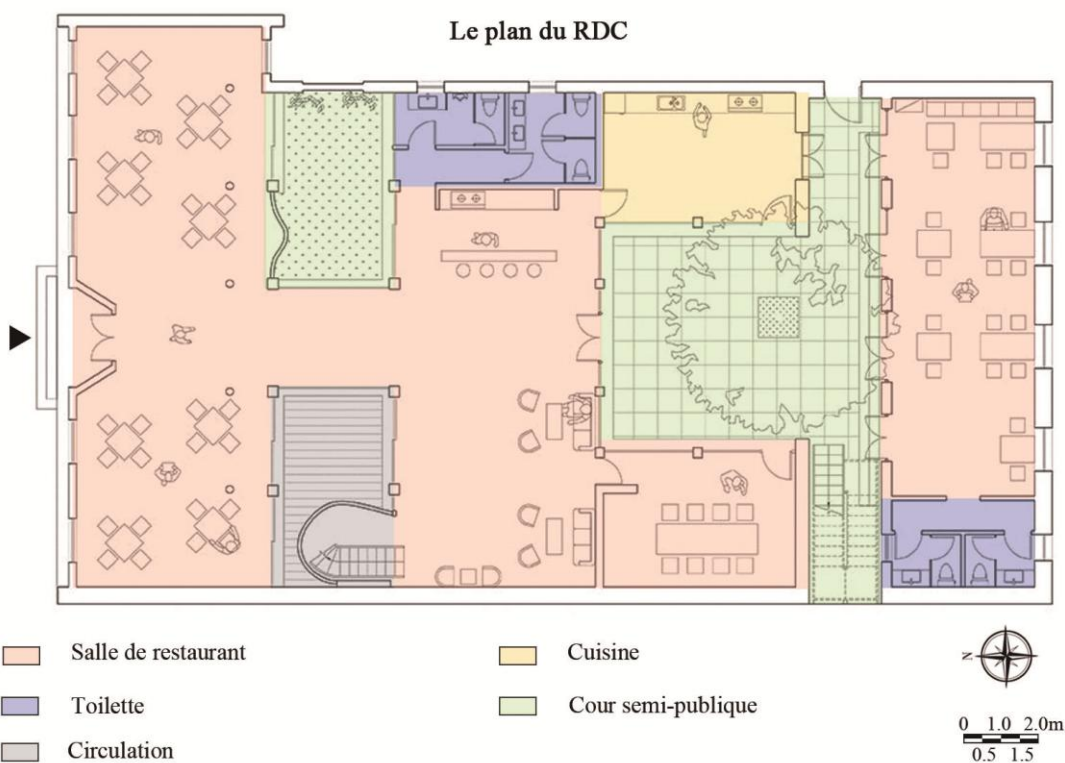 Le plan du RDC
Salle de restaurant
Cuisine
Toilette
Cour semi-publique
Circulation
N
0 1.0 2.0m
0.5 1.5